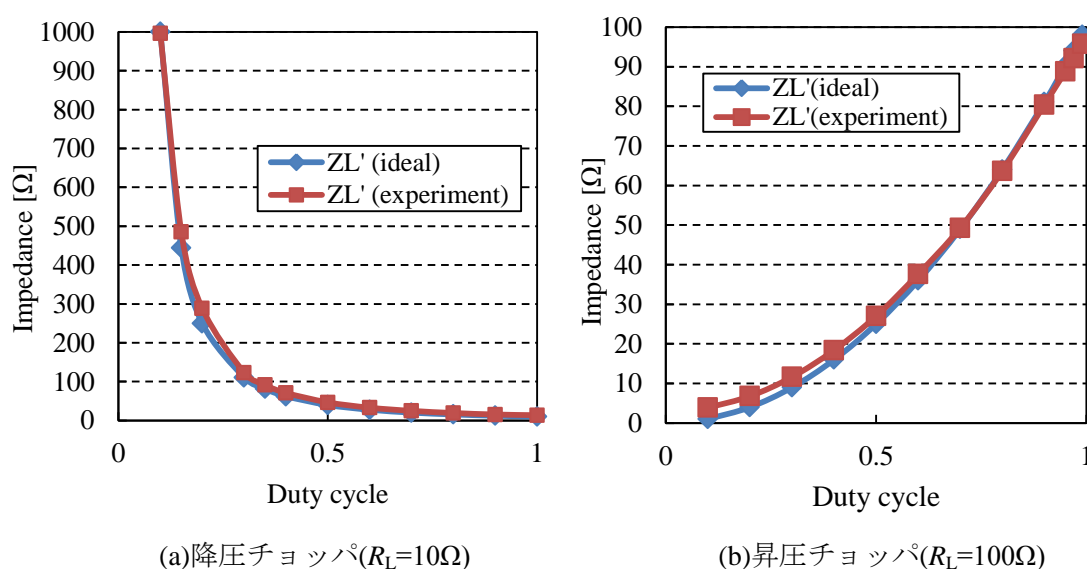 1000
900
800
700
600
500
400
300
200
100
0
Impedance [Ω]
ZL' (ideal)
ZL' (experiment)
0
0.5
1
Duty cycle
(a)降圧チョッパ(RL=10Ω)
100
90
80
70
60
50
40
30
20
10
0
Impedance [Ω]
ZL'(ideal)
ZL'(experiment)
0
0.5
1
Duty cycle
(b)昇圧チョッパ(RL=100Ω)